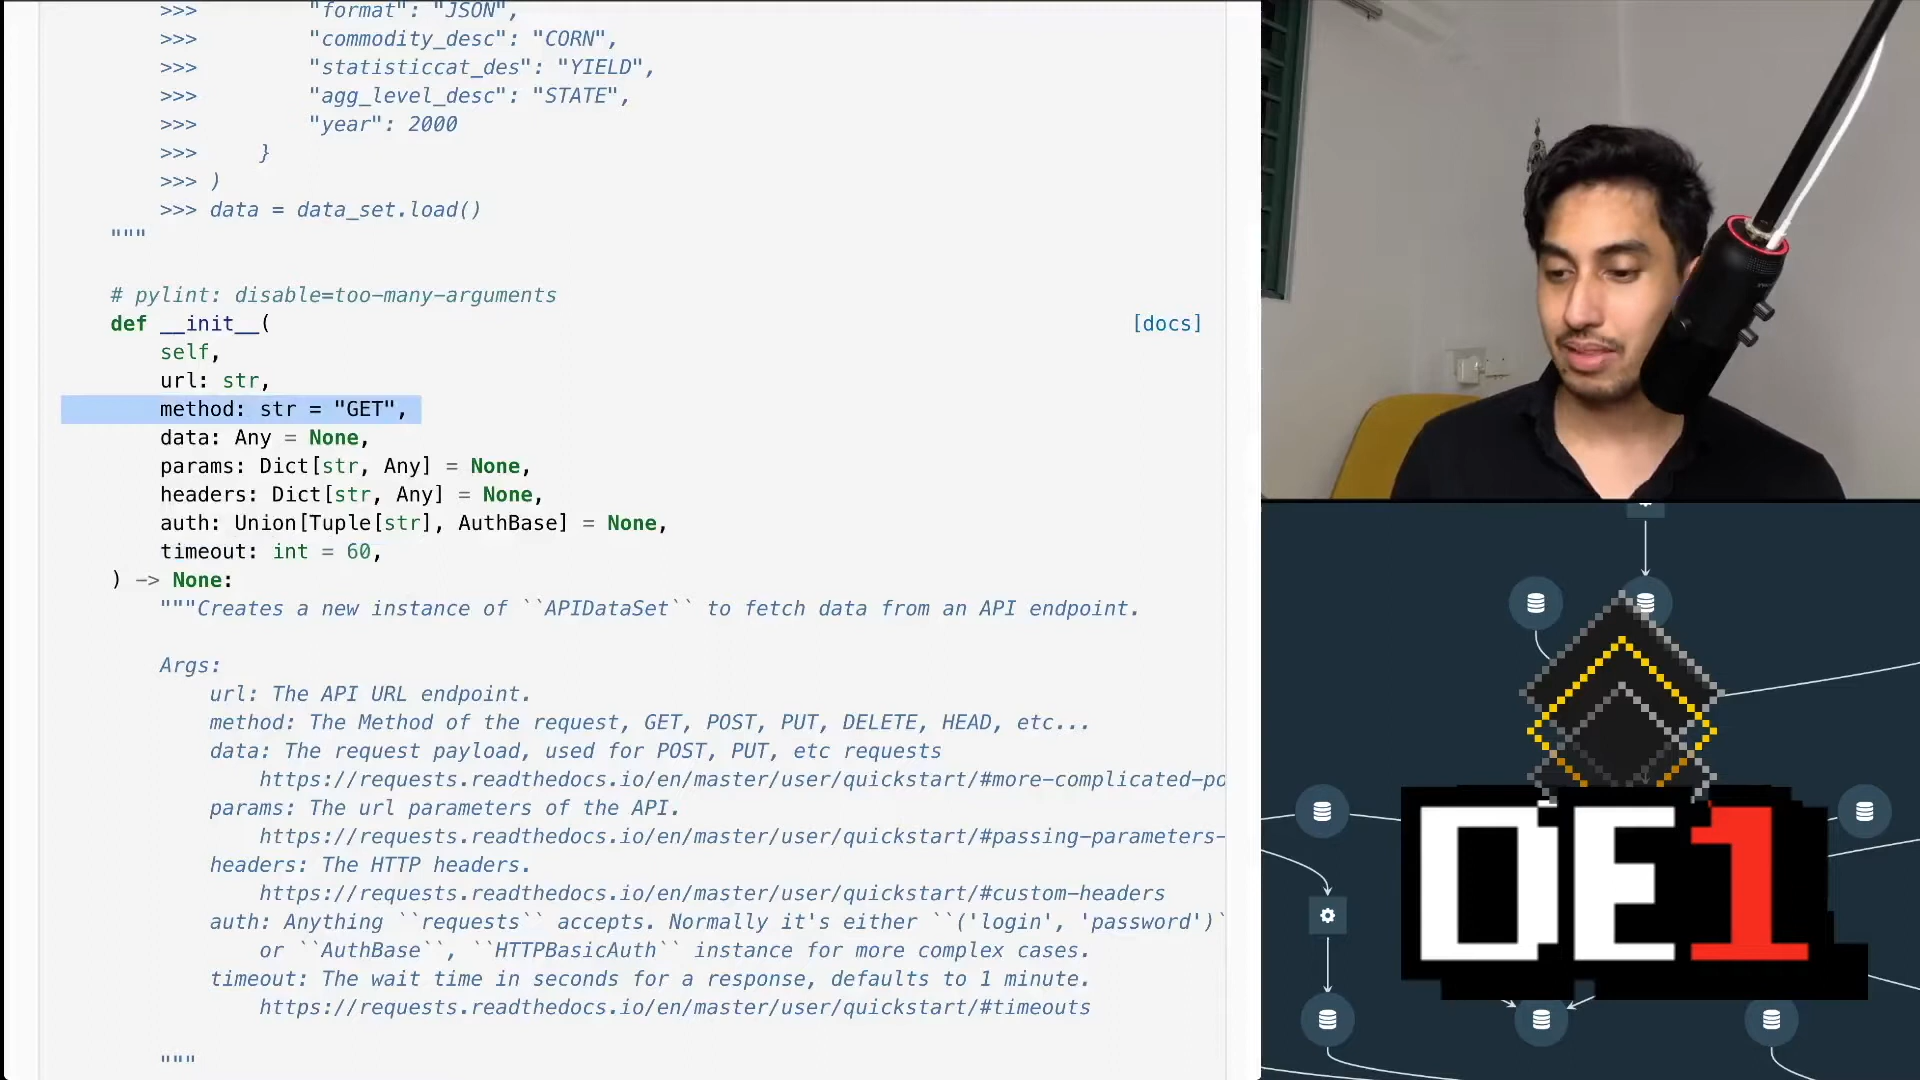 >>>         "format": "JSON",
>>>         "commodity_desc": "CORN",
>>>         "statisticcat_des": "YIELD",
>>>         "agg_level_desc": "STATE",
>>>         "year": 2000
>>>     }
>>> )
>>> data = data_set.load()
"""
# pylint: disable=too-many-arguments
def __init__(
[docs]
self,
url: str,
method: str = "GET",
data: Any = None,
params: Dict[str, Any] = None,
headers: Dict[str, Any] = None,
auth: Union[Tuple[str], AuthBase] = None,
timeout: int = 60,
) -> None:
"""Creates a new instance of ``APIDataSet`` to fetch data from an API endpoint.
Args:
url: The API URL endpoint.
method: The Method of the request, GET, POST, PUT, DELETE, HEAD, etc...
data: The request payload, used for POST, PUT, etc requests
https://requests.readthedocs.io/en/master/user/quickstart/#more-complicated-po
params: The url parameters of the API.
https://requests.readthedocs.io/en/master/user/quickstart/#passing-parameters-
headers: The HTTP headers.
https://requests.readthedocs.io/en/master/user/quickstart/#custom-headers
auth: Anything ``requests`` accepts. Normally it's either ``('login', 'password')`
or ``AuthBase``, ``HTTPBasicAuth`` instance for more complex cases.
timeout: The wait time in seconds for a response, defaults to 1 minute.
https://requests.readthedocs.io/en/master/user/quickstart/#timeouts
"""
DE1